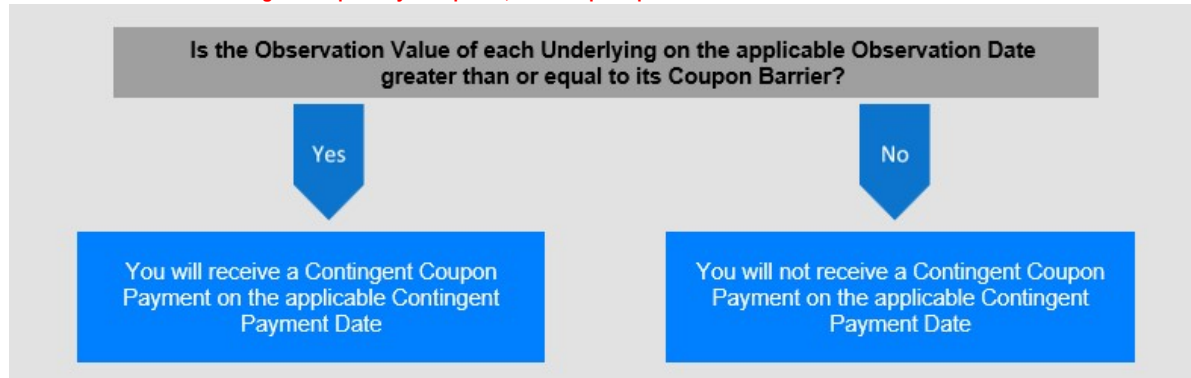 Is the Observation Value of each Underlying on the applicable Observation Date
greater than or equal to its Coupon Barrier?
Yes
No
You will receive a Contingent Coupon
Payment on the applicable Contingent
Payment Date
You will not receive a Contingent Coupon
Payment on the applicable Contingent
Payment Date